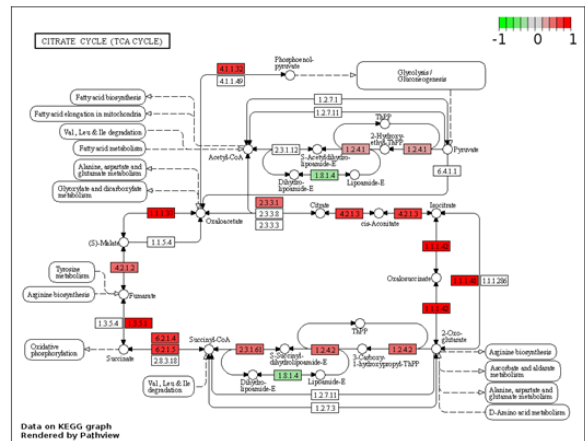 CITRATE CYCLE (TCA CYCLE)
-1 0 1
4.1.1.32
4.1.1.49
Phosphoenol-
pyruvate
Glycolysis /
Gluconeogenesis
Fatty acid biosynthesis
Fatty acid elongation in mitochondria
Val, Leu & Ile degradation
Fatty acid metabolism
Alanine, aspartate and
glutamate metabolism
Glyoxylate and dicarboxylate
metabolism
1.2.7.1
1.2.7.11
ThPP
2-Hydroxy-
ethyl-ThPP
Acetyl-CoA
2.3.1.12
S-Acetyldihydro-
lipoamide-E
1.2.4.1
1.2.4.1
Pyruvate
Dihydro-
lipoamide-E
1.8.1.4
Lipoamide-E
6.4.1.1
1.1.1.37
Oxaloacetate
2.3.3.1
2.3.3.8
2.3.3.3
Citrate
4.2.1.3
cis-Aconitate
4.2.1.3
Isocitrate
(S)-Malate
1.1.5.4
1.1.1.42
Tyrosine
metabolism
4.2.1.2
Oxalosuccinate
1.1.1.41
1.1.1.286
Arginine biosynthesis
Fumarate
1.1.1.42
1.3.5.4
1.3.5.1
ThPP
Oxidative
phosphorylation
Succinate
6.2.1.4
6.2.1.5
2.8.3.18
Succinyl-CoA
2.3.1.61
S-Succinyl-
dihydrolipoamide-E
1.2.4.2
3-Carboxy-
1-hydroxypropyl-ThPP
1.2.4.2
2-Oxo-
glutarate
Val, Leu & Ile
degradation
Dihydro-
lipoamide-E
1.8.1.4
Lipoamide-E
1.2.7.11
1.2.7.3
Arginine biosynthesis
Ascorbate and aldarate
metabolism
Alanine, aspartate and
glutamate metabolism
D-Amino acid metabolism
Data on KEGG graph
Rendered by Pathview